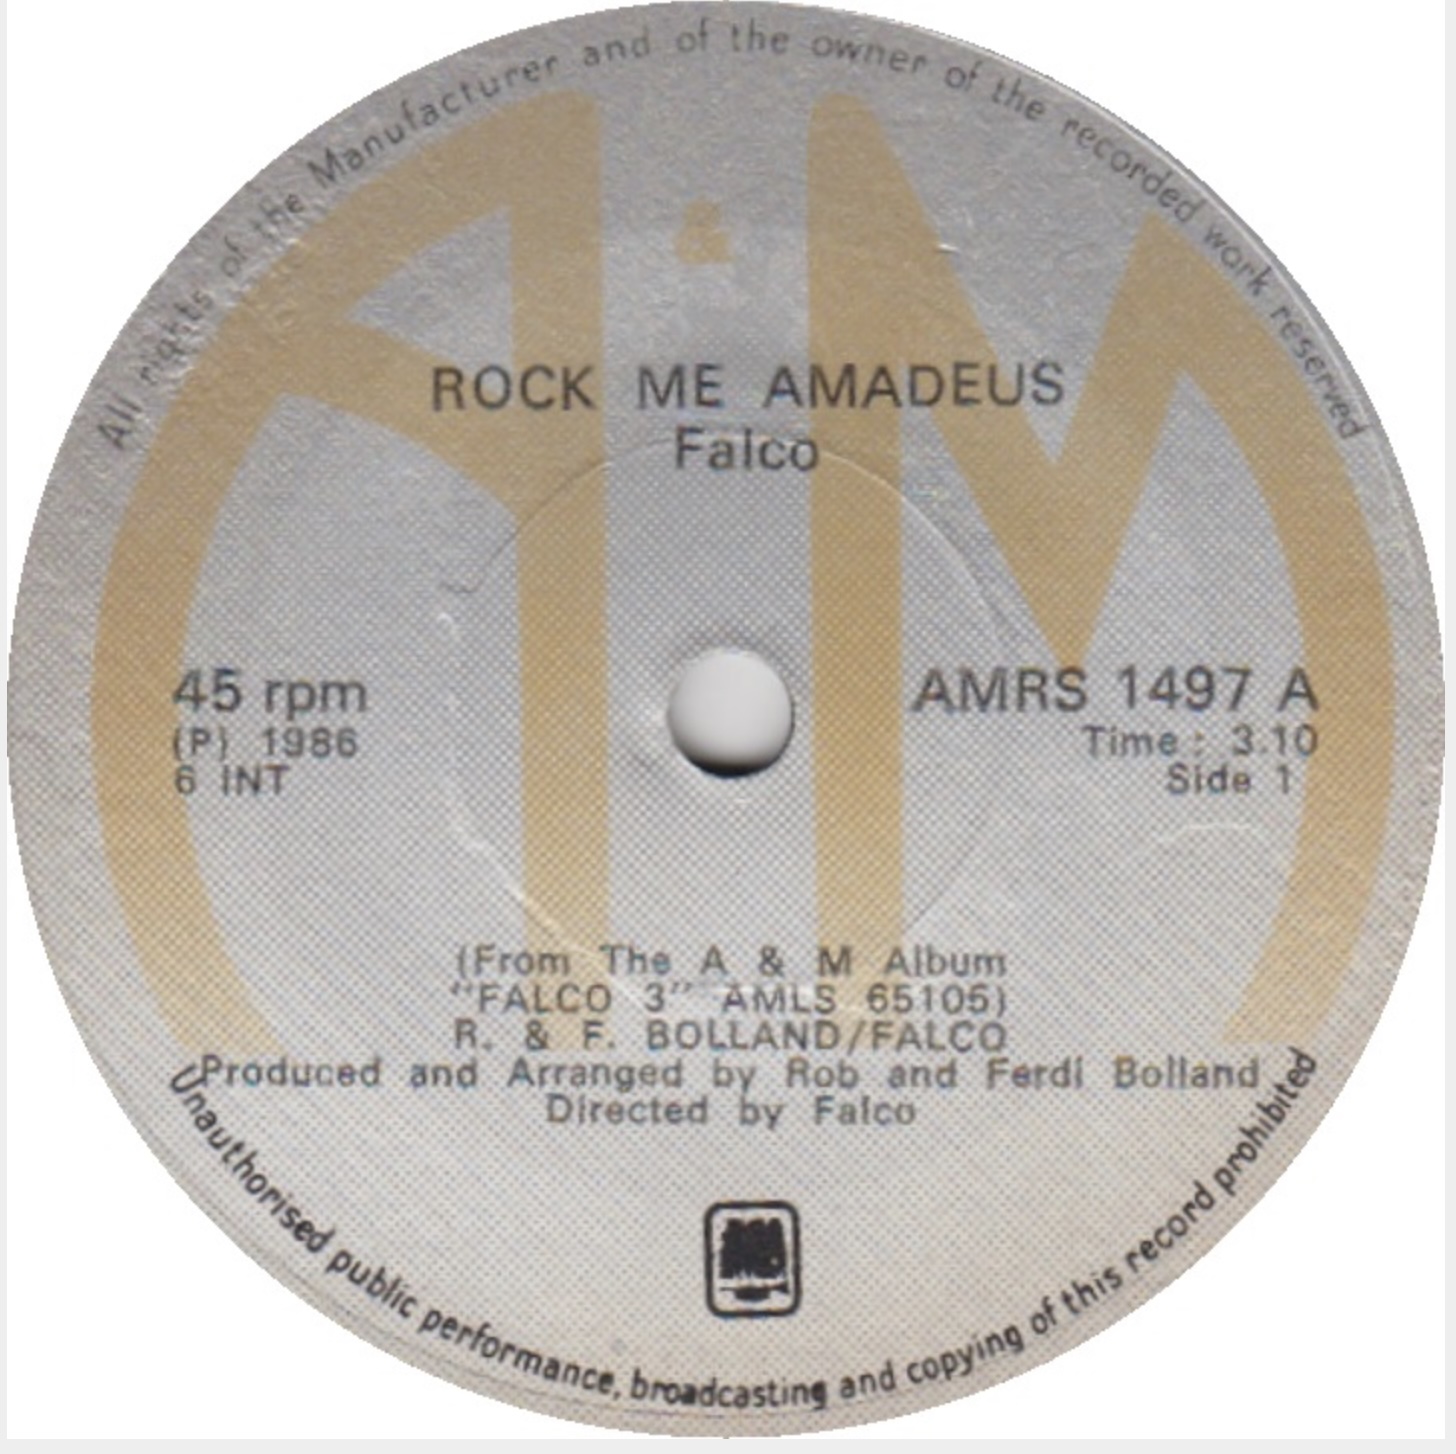 All rights of the Manufacturer and of the owner of the recorded work reserved
A & M
ROCK ME AMADEUS
Falco
45 rpm
(P) 1986
6 INT
AMRS 1497 A
Time : 3.10
Side 1
(From The A & M Album
"FALCO 3" AMLS 65105)
R. & F. BOLLAND/FALCO
Produced and Arranged by Rob and Ferdi Bolland
Directed by Falco
Unauthorised public performance, broadcasting and copying of this record prohibited